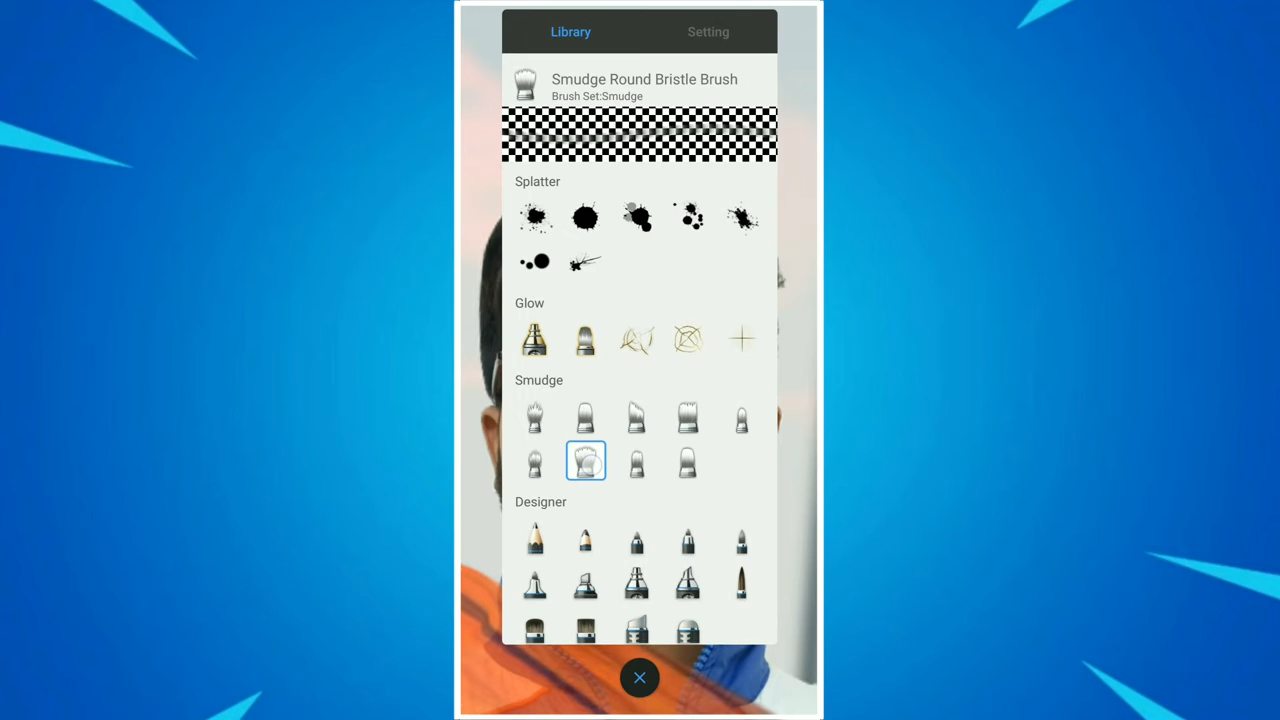 Library
Setting
Smudge Round Bristle Brush
Brush Set:Smudge
Splatter
Glow
Smudge
Designer